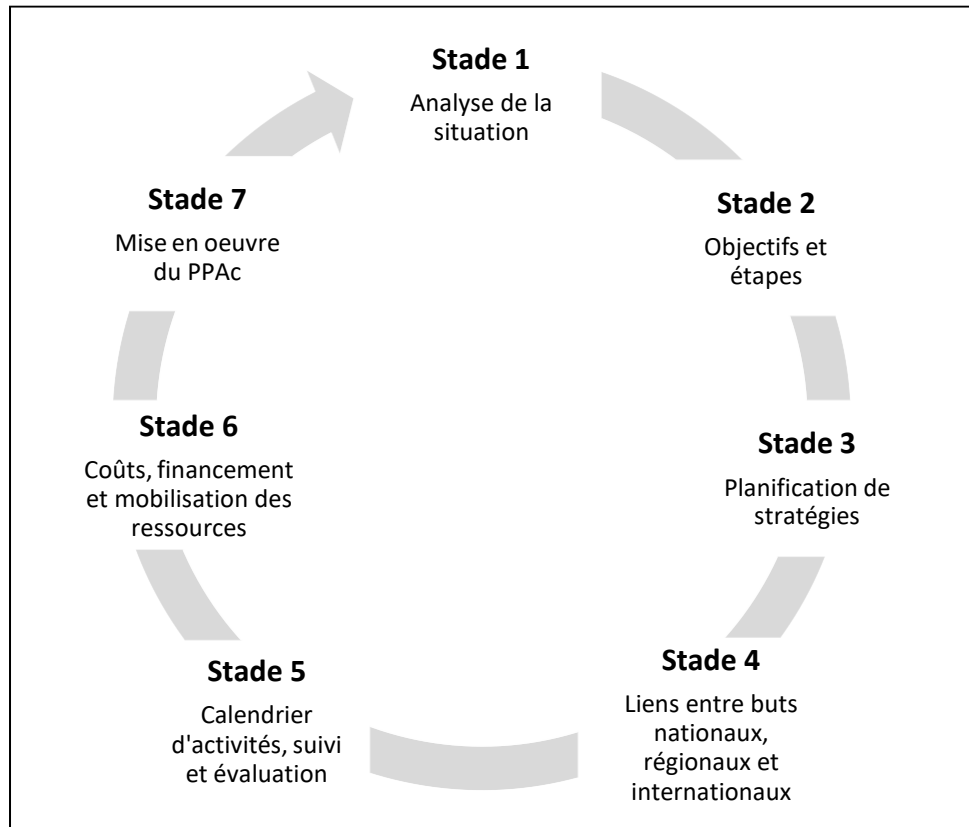 Stade 1
Analyse de la
situation
Stade 2
Objectifs et
étapes
Stade 3
Planification de
stratégies
Stade 4
Liens entre buts
nationaux,
régionaux et
internationaux
Stade 5
Calendrier
d'activités, suivi
et évaluation
Stade 6
Coûts, financement
et mobilisation des
ressources
Stade 7
Mise en oeuvre
du PPAc